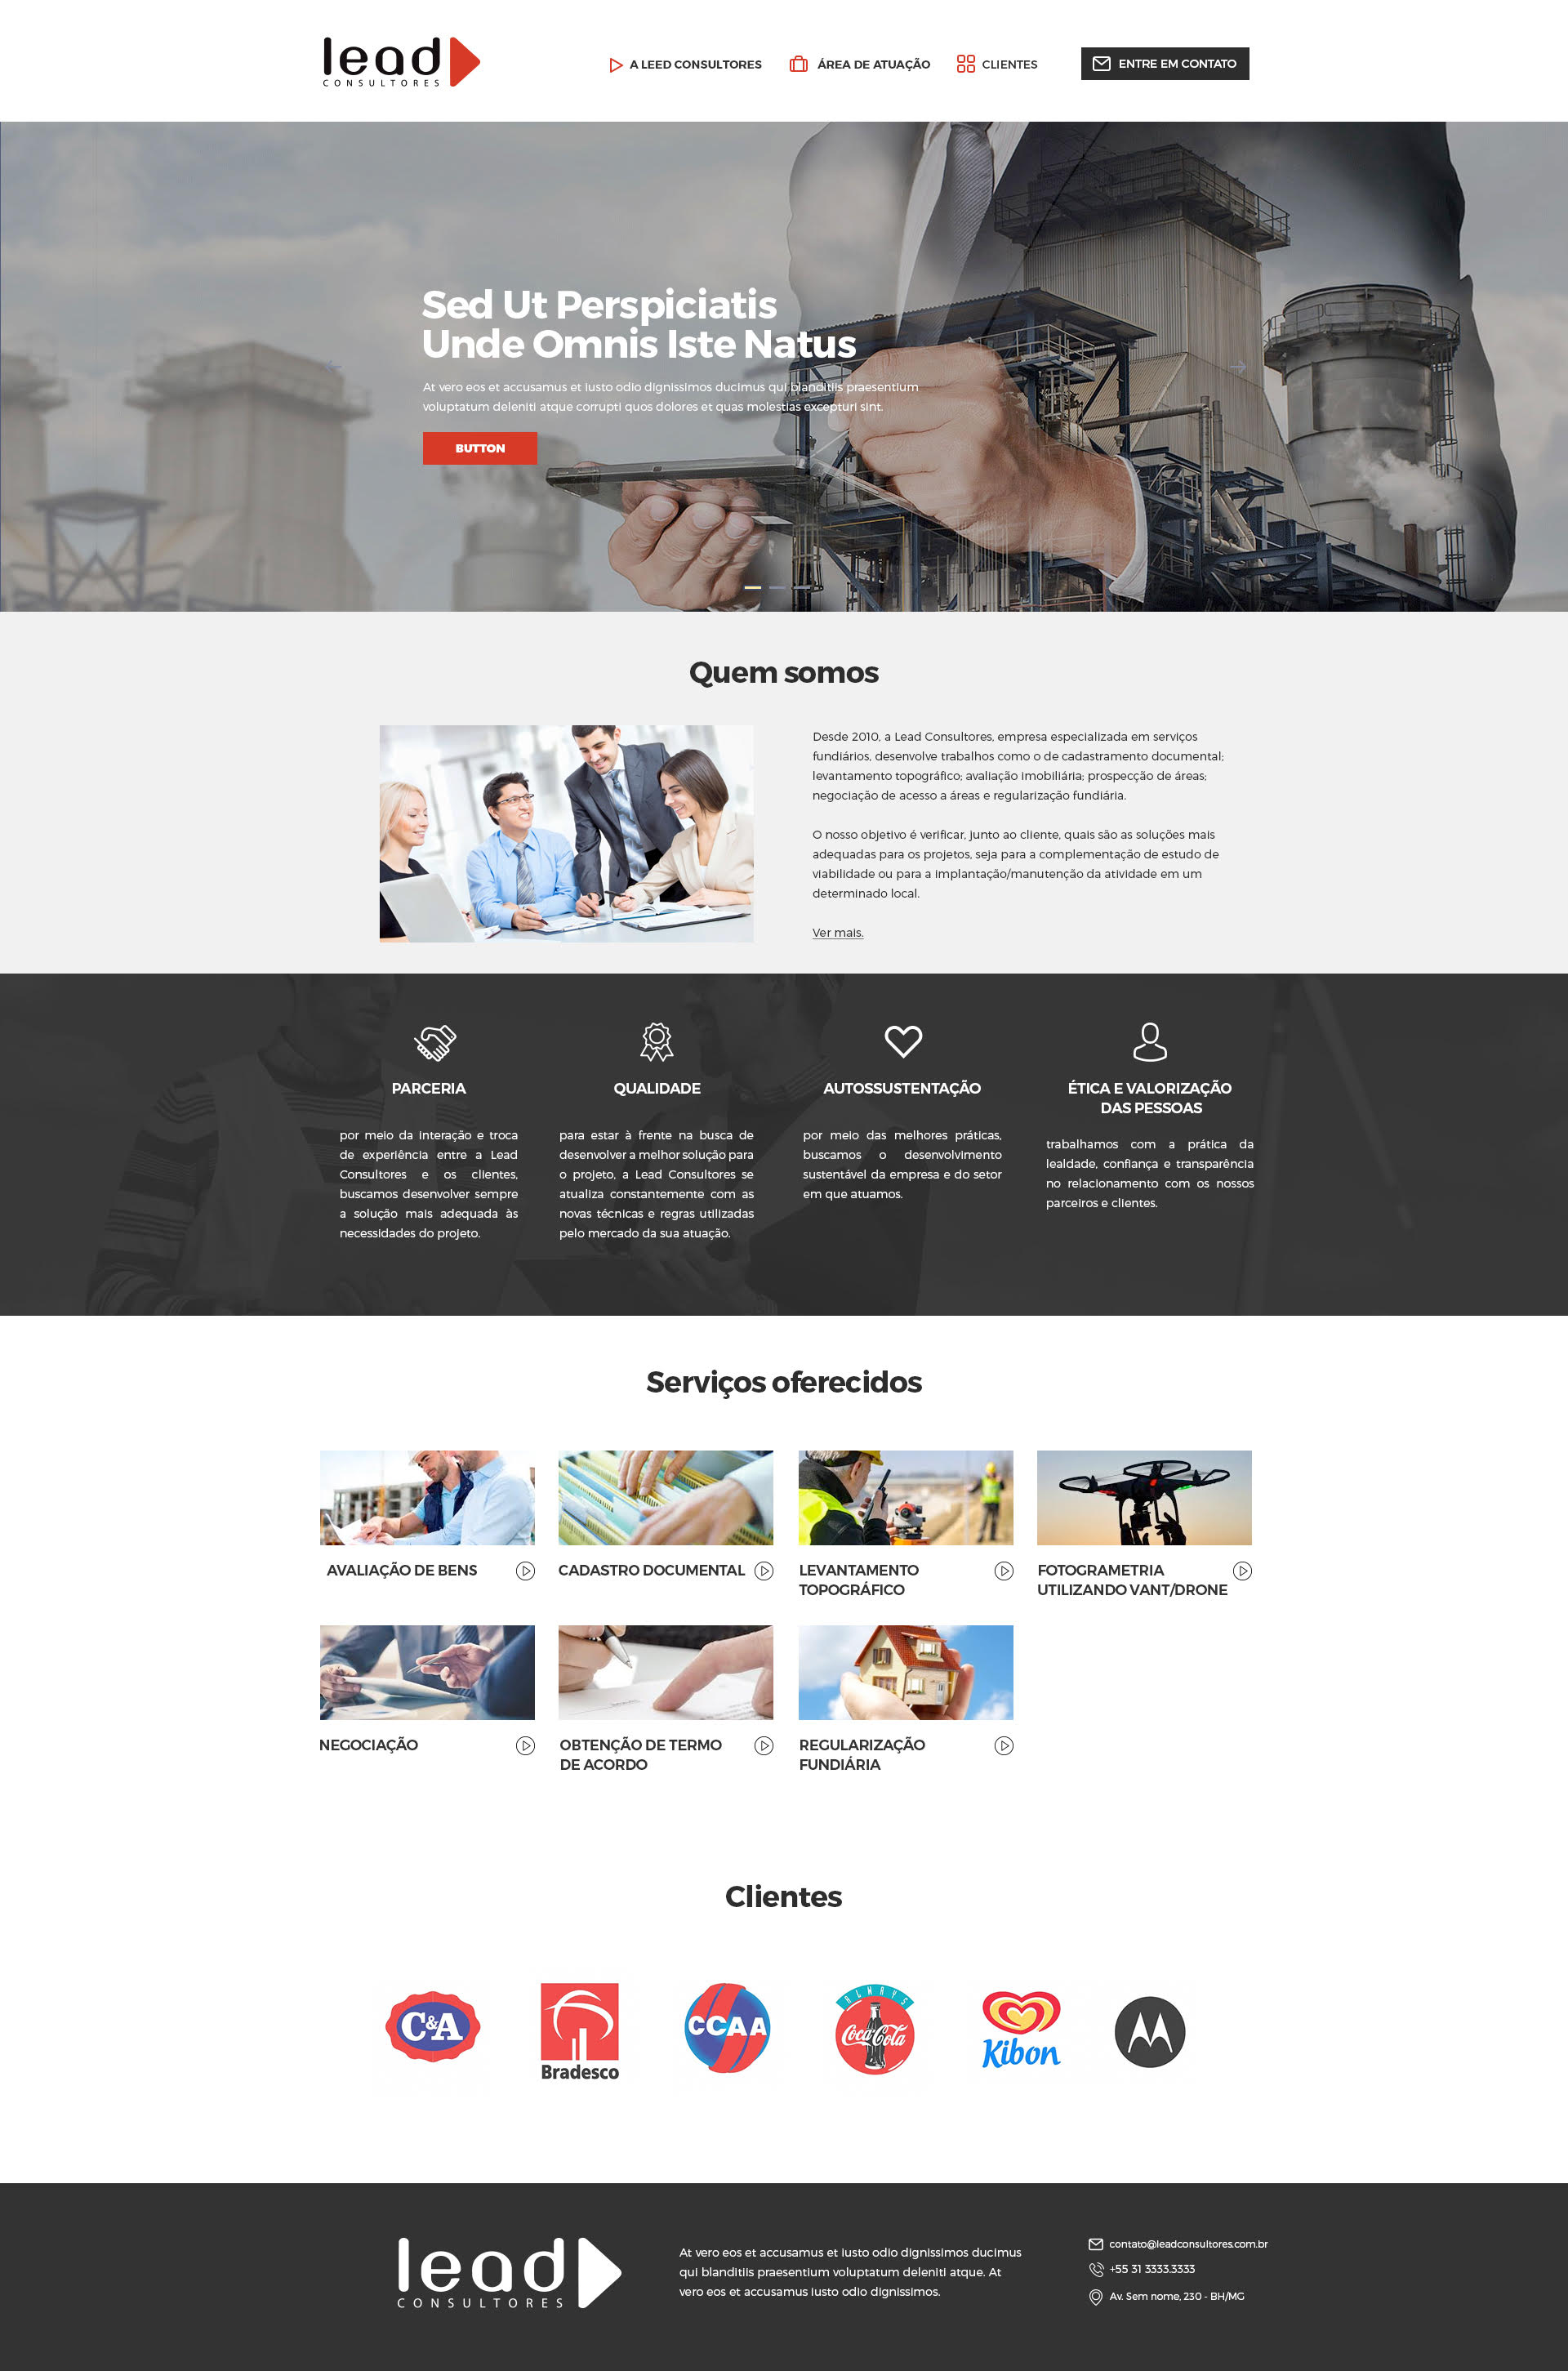 lead
CONSULTORES
A LEED CONSULTORES
ÁREA DE ATUAÇÃO
CLIENTES
ENTRE EM CONTATO
Sed Ut Perspiciatis
Unde Omnis Iste Natus
At vero eos et accusamus et iusto odio dignissimos ducimus qui blanditiis praesentium
voluptatum deleniti atque corrupti quos dolores et quas molestias excepturi sint.
BUTTON
Quem somos
Desde 2010, a Lead Consultores, empresa especializada em serviços
fundiários, desenvolve trabalhos como o de cadastramento documental;
levantamento topográfico; avaliação imobiliária; prospecção de áreas;
negociação de acesso a áreas e regularização fundiária.
O nosso objetivo é verificar, junto ao cliente, quais são as soluções mais
adequadas para os projetos, seja para a complementação de estudo de
viabilidade ou para a implantação/manutenção da atividade em um
determinado local.
Ver mais.
PARCERIA
por meio da interação e troca
de experiência entre a Lead
Consultores e os clientes,
buscamos desenvolver sempre
a solução mais adequada às
necessidades do projeto.
QUALIDADE
para estar à frente na busca de
desenvolver a melhor solução para
o projeto, a Lead Consultores se
atualiza constantemente com as
novas técnicas e regras utilizadas
pelo mercado da sua atuação.
AUTOSSUSTENTAÇÃO
por meio das melhores práticas,
buscamos o desenvolvimento
sustentável da empresa e do setor
em que atuamos.
ÉTICA E VALORIZAÇÃO
DAS PESSOAS
trabalhamos com a prática da
lealdade, confiança e transparência
no relacionamento com os nossos
parceiros e clientes.
Serviços oferecidos
AVALIAÇÃO DE BENS
CADASTRO DOCUMENTAL
LEVANTAMENTO
TOPOGRÁFICO
FOTOGRAMETRIA
UTILIZANDO VANT/DRONE
NEGOCIAÇÃO
OBTENÇÃO DE TERMO
DE ACORDO
REGULARIZAÇÃO
FUNDIÁRIA
Clientes
C&A
Bradesco
CCAA
ALWAYS
Coca-Cola
Kibon
lead
CONSULTORES
At vero eos et accusamus et iusto odio dignissimos ducimus
qui blanditiis praesentium voluptatum deleniti atque. At
vero eos et accusamus iusto odio dignissimos.
contato@leadconsultores.com.br
+55 31 3333.3333
Av. Sem nome, 230 - BH/MG